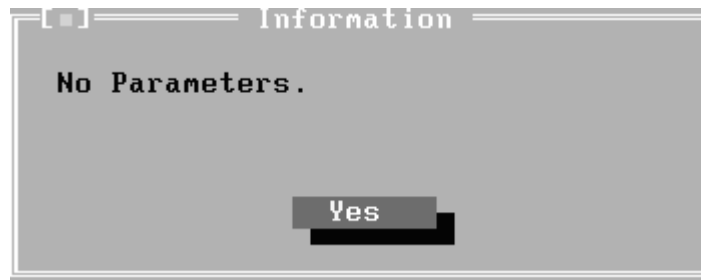 Information
No Parameters.
Yes